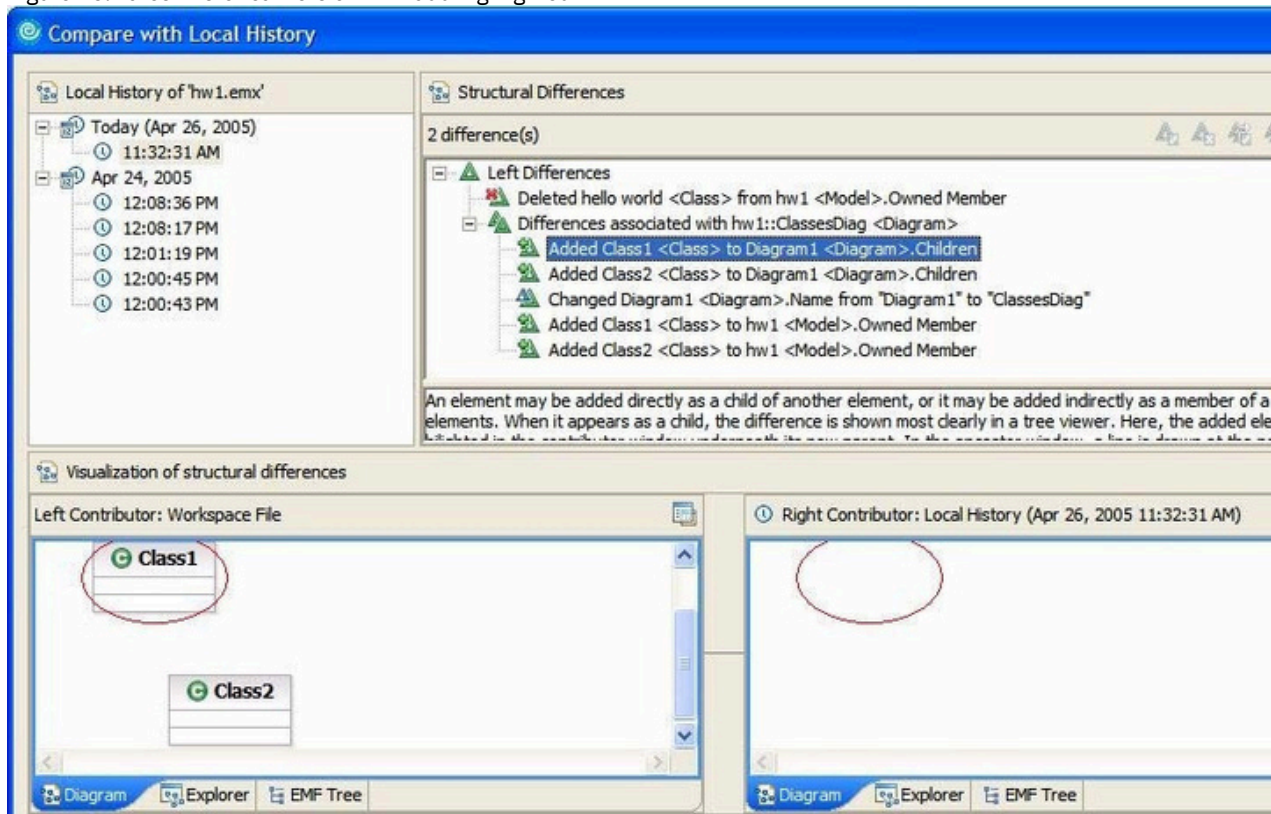 Compare with Local History
Local History of 'hw1.emx'
Today (Apr 26, 2005)
11:32:31 AM
Apr 24, 2005
12:08:36 PM
12:08:17 PM
12:01:19 PM
12:00:45 PM
12:00:43 PM
Structural Differences
2 difference(s)
Left Differences
Deleted hello world <Class> from hw1 <Model>.Owned Member
Differences associated with hw1::ClassesDiag <Diagram>
Added Class1 <Class> to Diagram1 <Diagram>.Children
Added Class2 <Class> to Diagram1 <Diagram>.Children
Changed Diagram1 <Diagram>.Name from "Diagram1" to "ClassesDiag"
Added Class1 <Class> to hw1 <Model>.Owned Member
Added Class2 <Class> to hw1 <Model>.Owned Member
An element may be added directly as a child of another element, or it may be added indirectly as a member of a
elements. When it appears as a child, the difference is shown most clearly in a tree viewer. Here, the added ele
Visualization of structural differences
Left Contributor: Workspace File
Class1
Class2
Diagram Explorer EMF Tree
Right Contributor: Local History (Apr 26, 2005 11:32:31 AM)
Diagram Explorer EMF Tree